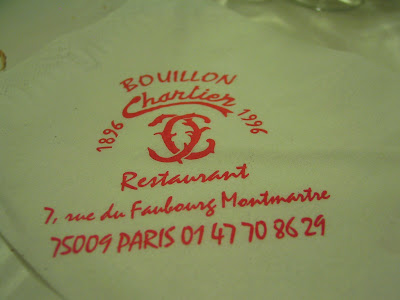 BOUILLON
Chartier
1896 1996
Restaurant
7, rue du Faubourg Montmartre
75009 PARIS 01 47 70 86 29